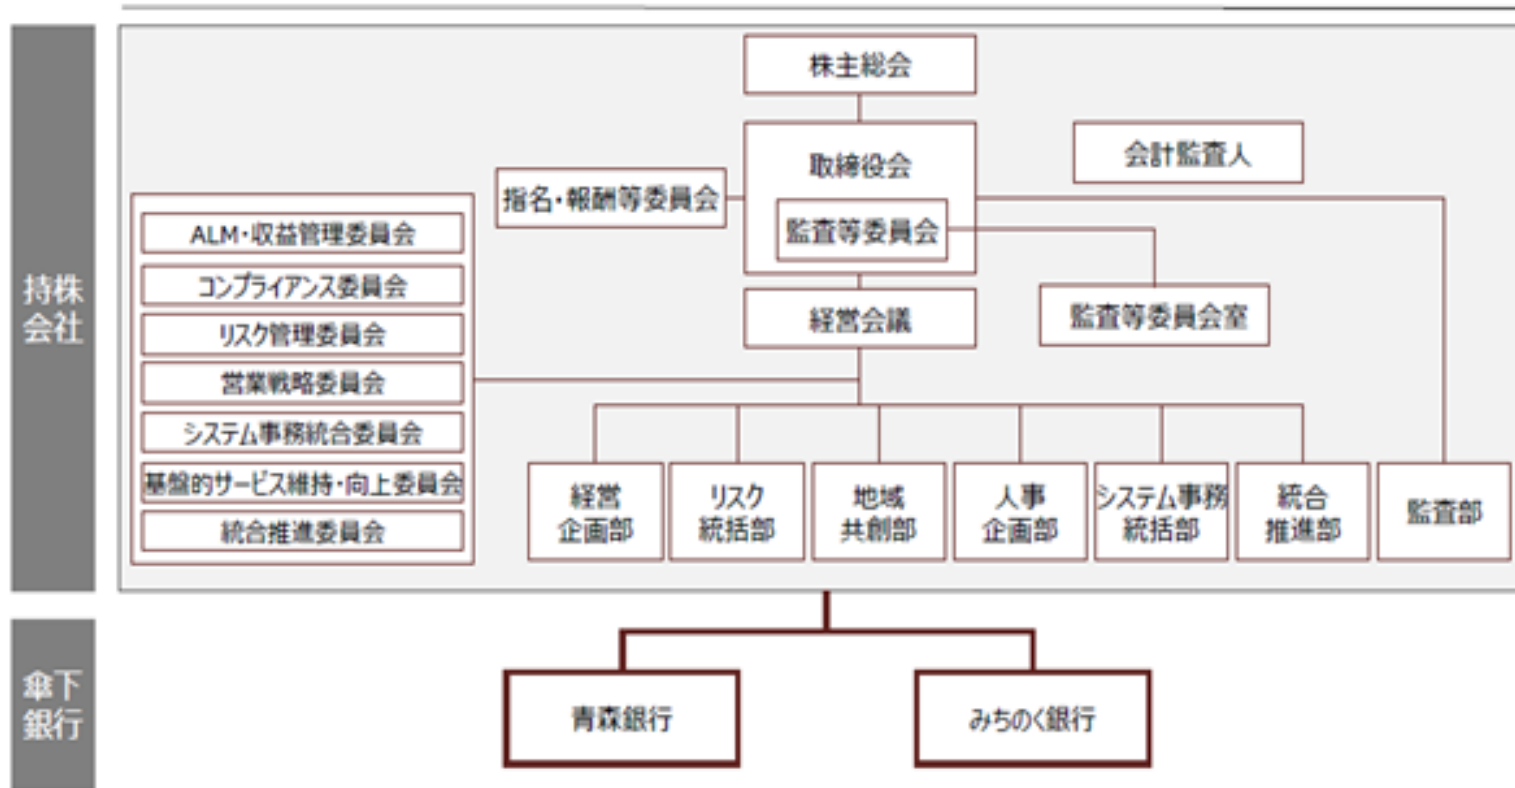 持株
会社
株主総会
取締役会
会計監査人
指名・報酬等委員会
監査等委員会
ALM・収益管理委員会
コンプライアンス委員会
リスク管理委員会
営業戦略委員会
システム事務統合委員会
基盤的サービス維持・向上委員会
統合推進委員会
経営会議
監査等委員会室
経営
企画部
リスク
統括部
地域
共創部
人事
企画部
システム事務
統括部
統合
推進部
監査部
傘下
銀行
青森銀行
みちのく銀行